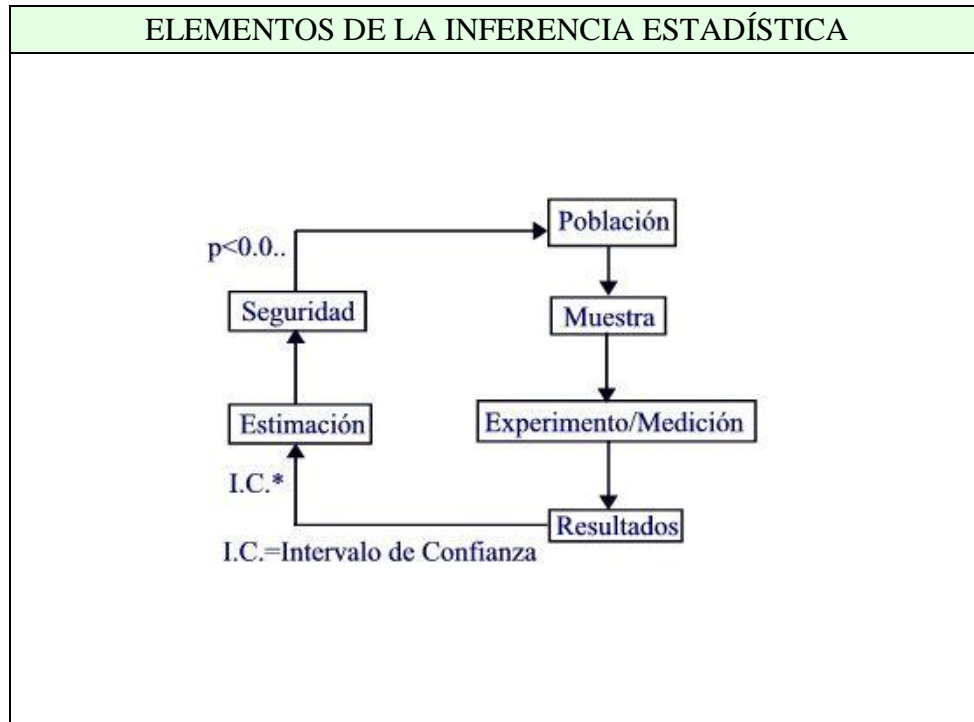 ELEMENTOS DE LA INFERENCIA ESTADÍSTICA
Población
p<0.0..
Seguridad
Muestra
Estimación
Experimento/Medición
I.C.*
Resultados
I.C.=Intervalo de Confianza